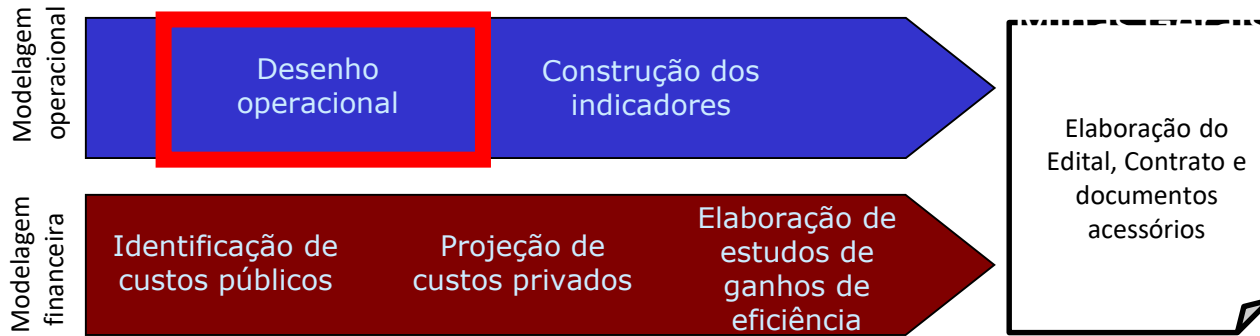 Modelagem
operacional
Desenho
operacional
Construção dos
indicadores
Modelagem
financeira
Identificação de
custos públicos
Projeção de
custos privados
Elaboração de
estudos de
ganhos de
eficiência
Elaboração do
Edital, Contrato e
documentos
acessórios